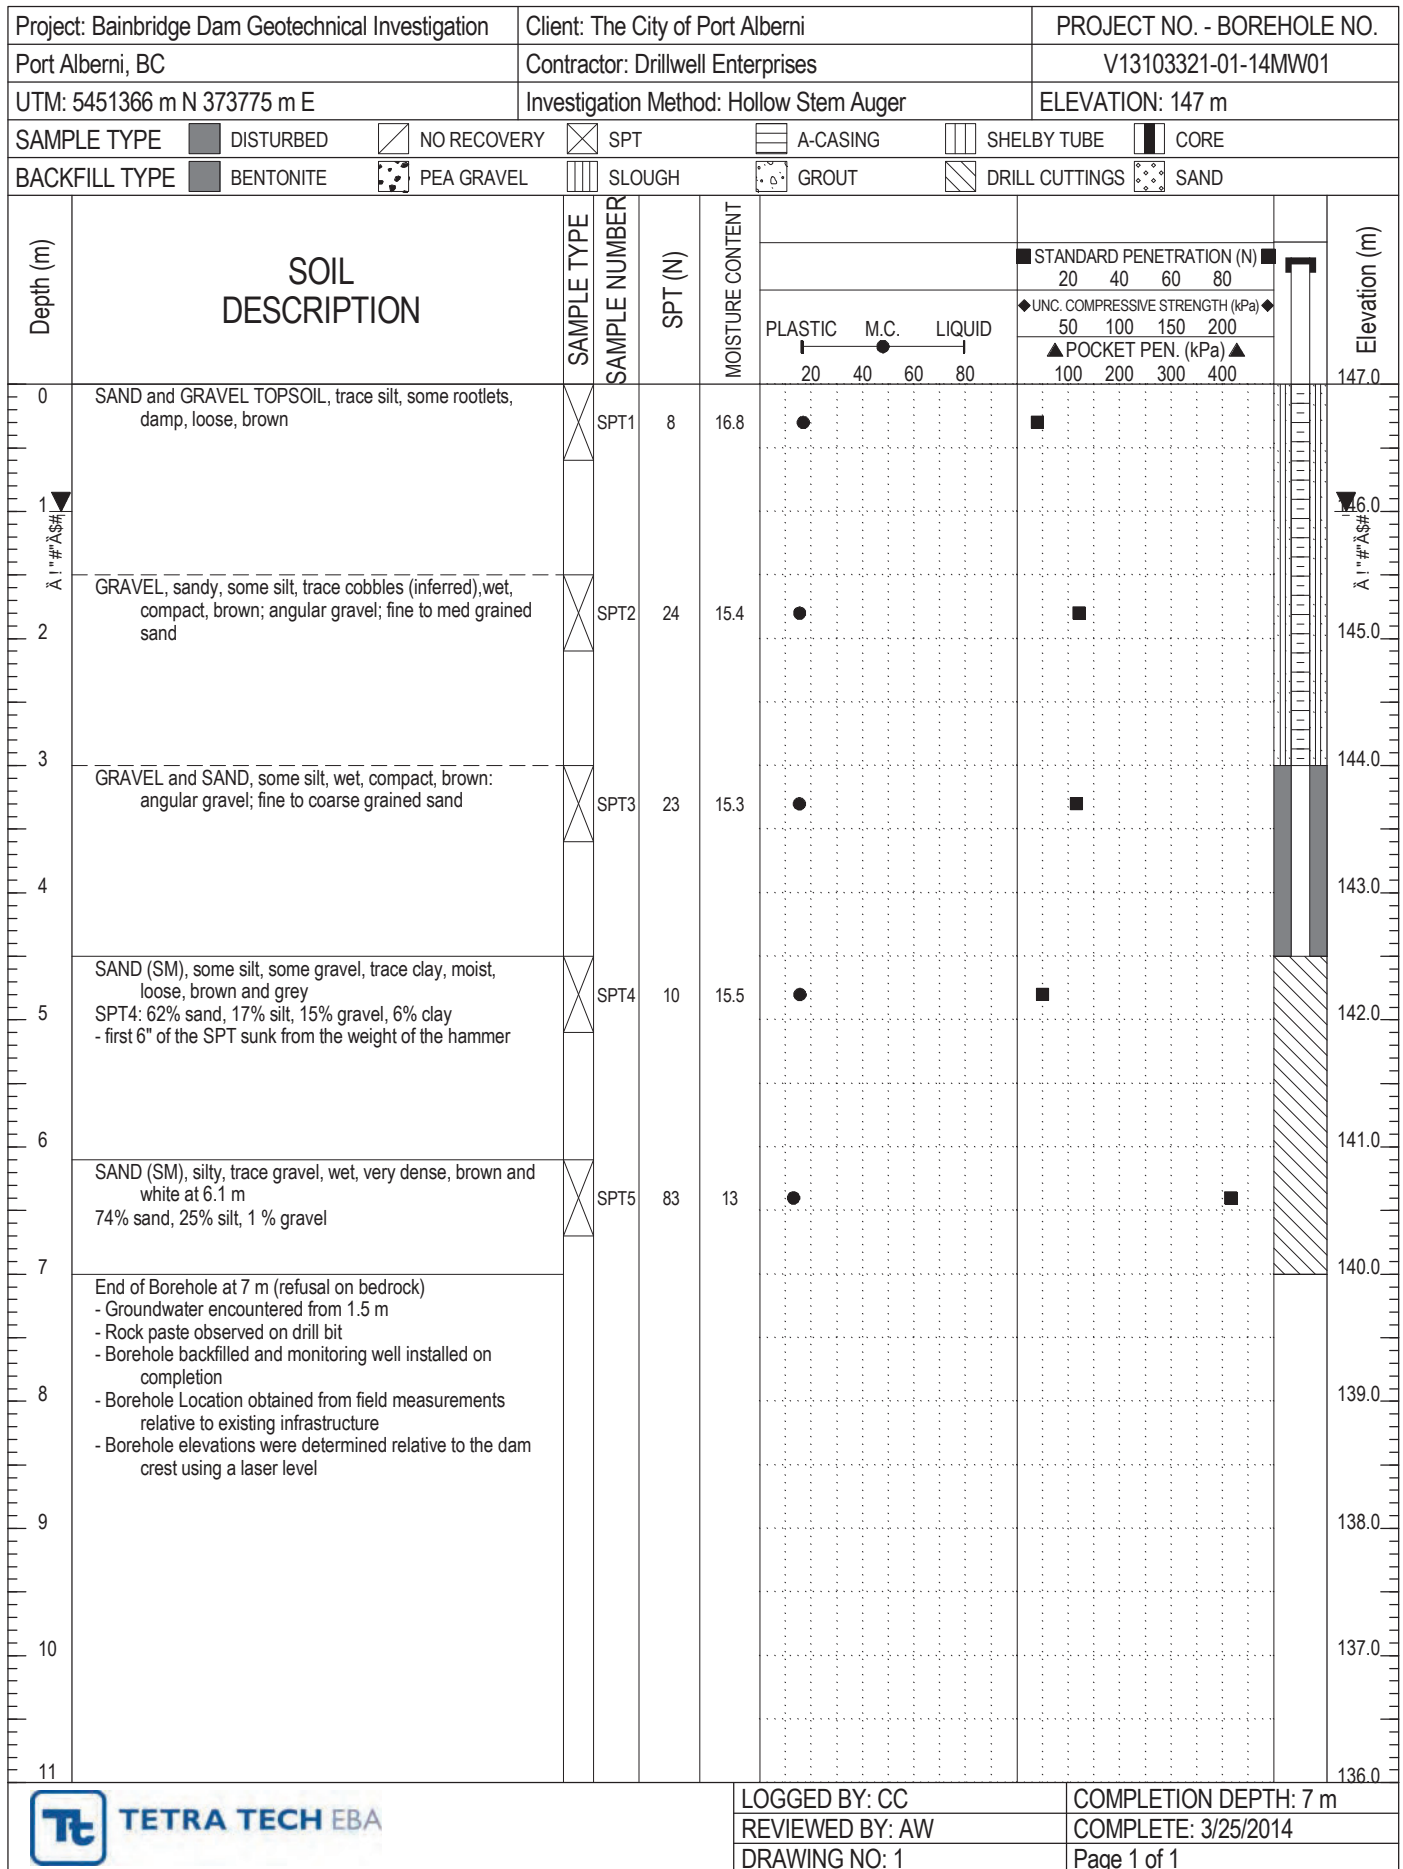 Project: Bainbridge Dam Geotechnical Investigation
Client: The City of Port Alberni
PROJECT NO. - BOREHOLE NO.
Port Alberni, BC
Contractor: Drillwell Enterprises
V13103321-01-14MW01
UTM: 5451366 m N 373775 m E
Investigation Method: Hollow Stem Auger
ELEVATION: 147 m
SAMPLE TYPE DISTURBED NO RECOVERY SPT A-CASING SHELBY TUBE CORE
BACKFILL TYPE BENTONITE PEA GRAVEL SLOUGH GROUT DRILL CUTTINGS SAND
Depth (m)
SOIL
DESCRIPTION
SAMPLE TYPE
SAMPLE NUMBER
SPT (N)
MOISTURE CONTENT
PLASTIC M.C. LIQUID
20 40 60 80
STANDARD PENETRATION (N)
20 40 60 80
UNC. COMPRESSIVE STRENGTH (kPa)
50 100 150 200
POCKET PEN. (kPa)
100 200 300 400
Elevation (m)
147.0
0
SAND and GRAVEL TOPSOIL, trace silt, some rootlets,
damp, loose, brown
SPT1 8 16.8
1
146.0
Ä ! "#"Ä$#
Ä ! "#"Ä$#
GRAVEL, sandy, some silt, trace cobbles (inferred),wet,
compact, brown; angular gravel; fine to med grained
sand
SPT2 24 15.4
2
145.0
3
144.0
GRAVEL and SAND, some silt, wet, compact, brown:
angular gravel; fine to coarse grained sand
SPT3 23 15.3
4
143.0
SAND (SM), some silt, some gravel, trace clay, moist,
loose, brown and grey
SPT4: 62% sand, 17% silt, 15% gravel, 6% clay
- first 6" of the SPT sunk from the weight of the hammer
SPT4 10 15.5
5
142.0
6
141.0
SAND (SM), silty, trace gravel, wet, very dense, brown and
white at 6.1 m
74% sand, 25% silt, 1 % gravel
SPT5 83 13
7
140.0
End of Borehole at 7 m (refusal on bedrock)
- Groundwater encountered from 1.5 m
- Rock paste observed on drill bit
- Borehole backfilled and monitoring well installed on
completion
- Borehole Location obtained from field measurements
relative to existing infrastructure
- Borehole elevations were determined relative to the dam
crest using a laser level
8
139.0
9
138.0
10
137.0
11
136.0
Tt TETRA TECH EBA
LOGGED BY: CC
COMPLETION DEPTH: 7 m
REVIEWED BY: AW
COMPLETE: 3/25/2014
DRAWING NO: 1
Page 1 of 1